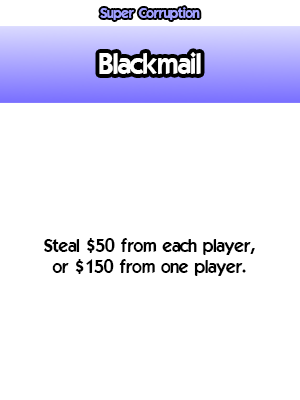 Super Corruption
Blackmail
Steal $50 from each player,
or $150 from one player.